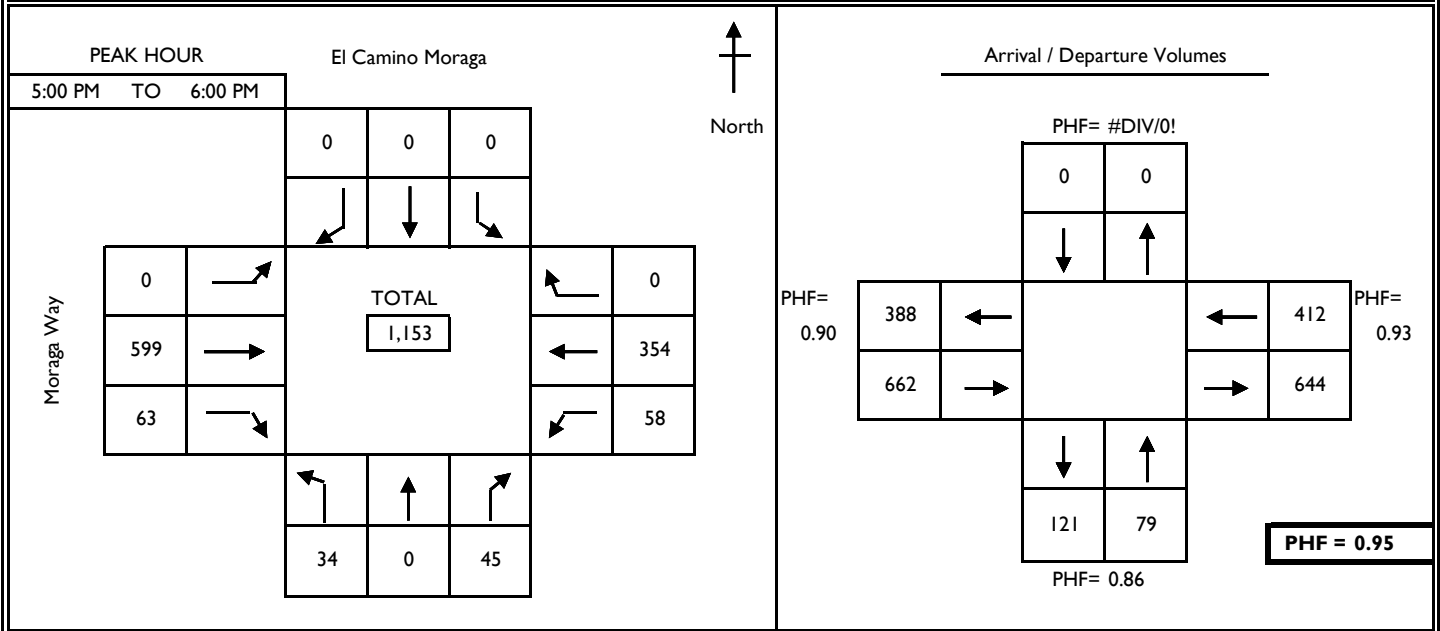 PEAK HOUR
El Camino Moraga
5:00 PM TO 6:00 PM
North
0 0 0
Moraga Way
0
599
63
TOTAL
1,153
0
354
58
34 0 45
Arrival / Departure Volumes
PHF= #DIV/0!
0 0
PHF=
0.90
388
662
412
644
PHF=
0.93
121 79
PHF= 0.86
PHF = 0.95